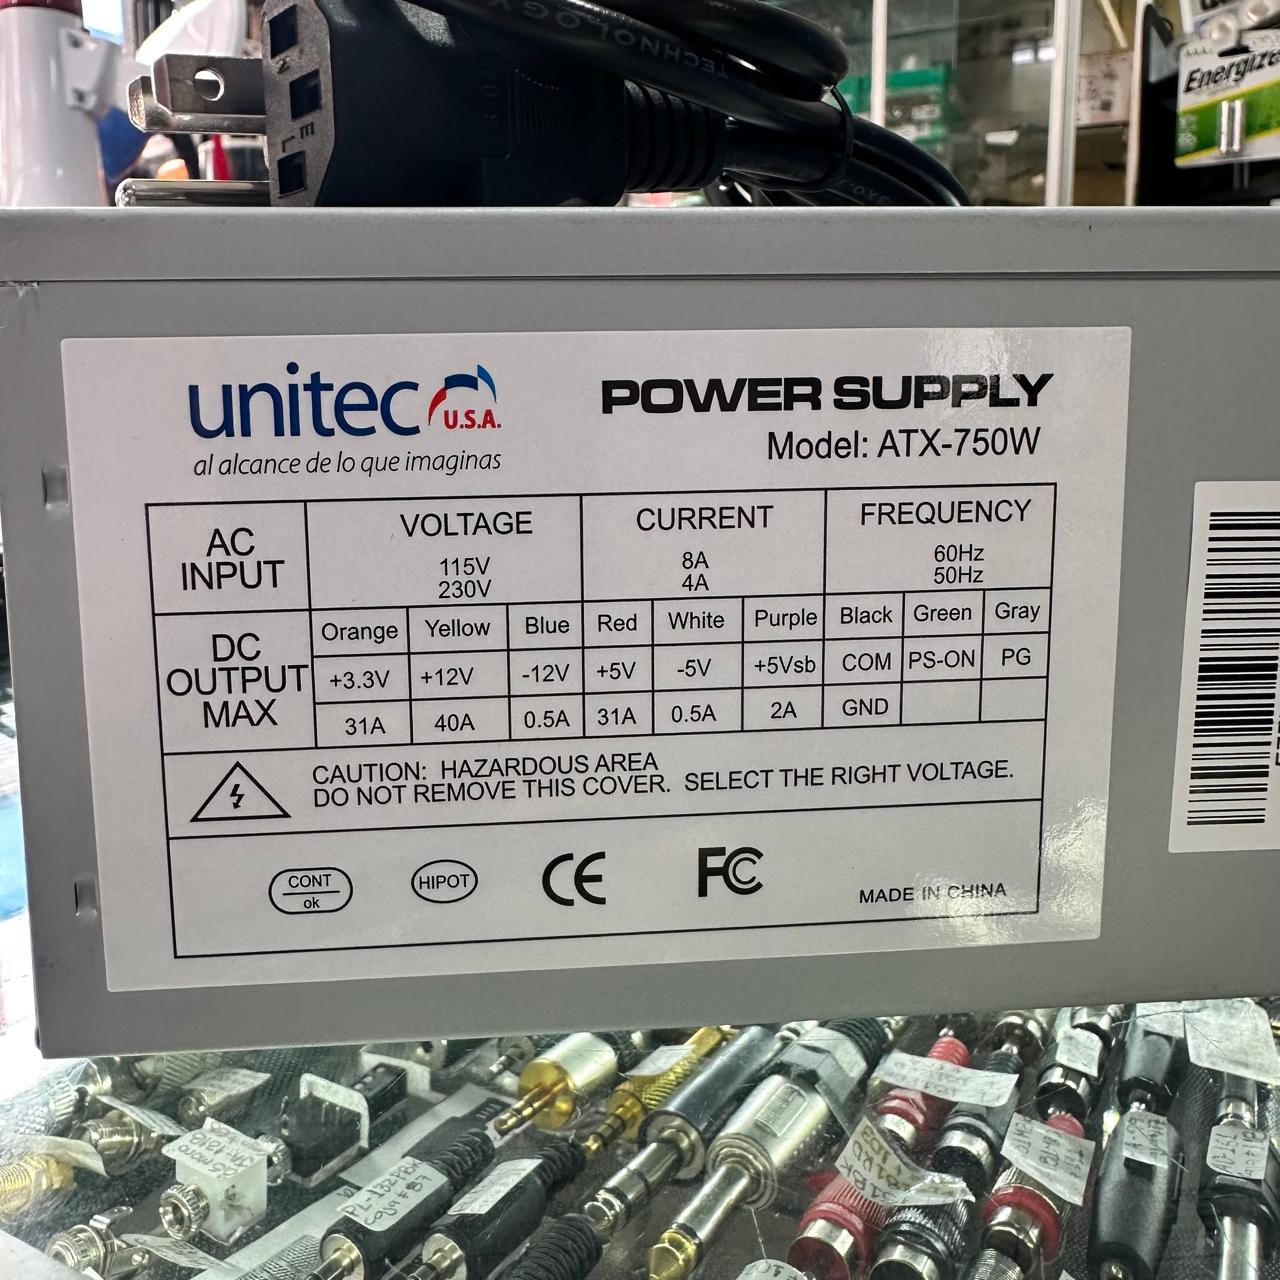 TECHNOLOGY
N
E
L
Energize
unitec U.S.A.
al alcance de lo que imaginas
POWER SUPPLY
Model: ATX-750W
AC INPUT
VOLTAGE CURRENT FREQUENCY
115V 8A 60Hz
230V 4A 50Hz
DC OUTPUT MAX
Orange Yellow Blue Red White Purple Black Green Gray
+3.3V +12V -12V +5V -5V +5Vsb COM PS-ON PG
31A 40A 0.5A 31A 0.5A 2A GND
CAUTION: HAZARDOUS AREA
DO NOT REMOVE THIS COVER. SELECT THE RIGHT VOLTAGE.
CONT
ok
HIPOT
CE
FC
MADE IN CHINA